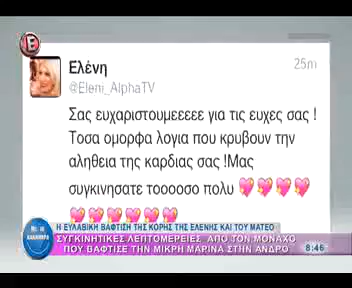 E
Ελένη
25m
@Eleni_AlphaTV
Σας ευχαριστουμεεεεε για τις ευχες σας !
Τοσα ομορφα λογια που κρυβουν την
αληθεια της καρδιας σας !Μας
συγκινησατε τοοοοσο πολυ
Η ΕΥΛΑΒΙΚΗ ΒΑΦΤΙΣΗ ΤΗΣ ΚΟΡΗΣ ΤΗΣ ΕΛΕΝΗΣ ΚΑΙ ΤΟΥ ΜΑΤΕΟ
ΣΥΓΚΙΝΗΤΙΚΕΣ ΛΕΠΤΟΜΕΡΕΙΕΣ ΑΠΟ ΤΟΝ ΜΟΝΑΧΟ
ΠΟΥ ΒΑΦΤΙΣΕ ΤΗΝ ΜΙΚΡΗ ΜΑΡΙΝΑ ΣΤΗΝ ΑΝΔΡΟ
8:46